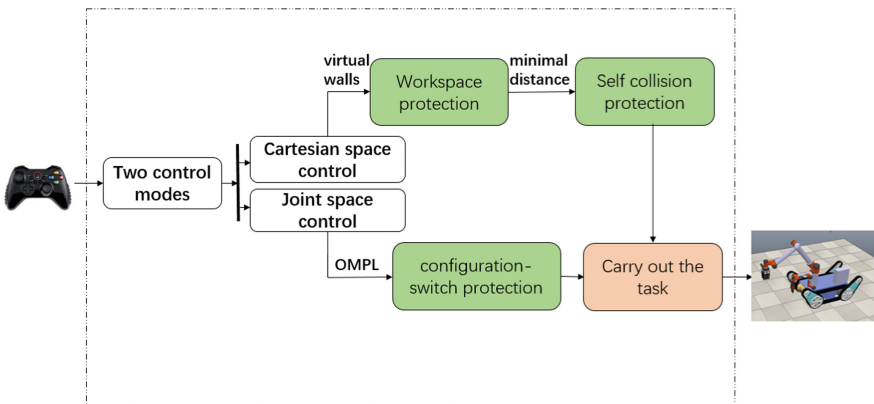 virtual
walls
Workspace
protection
minimal
distance
Self collision
protection
Two control
modes
Cartesian space
control
Joint space
control
OMPL
configuration-
switch protection
Carry out the
task